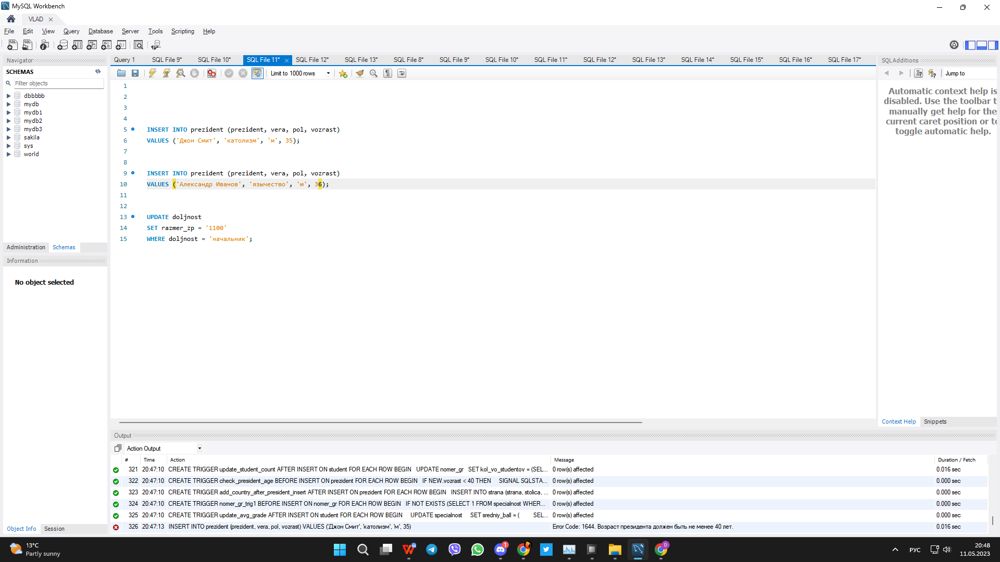 MySQL Workbench
VLAD
File Edit View Query Database Server Tools Scripting Help
Navigator
SCHEMAS
Filter objects
dbbbbb
mydb
mydb1
mydb2
mydb3
sakila
sys
world
Administration Schemas
Information
No object selected
Object Info Session
Query 1 SQL File 9* SQL File 10* SQL File 11* SQL File 12* SQL File 13* SQL File 8* SQL File 9* SQL File 10* SQL File 11* SQL File 12* SQL File 13* SQL File 14* SQL File 15* SQL File 16* SQL File 17*
Limit to 1000 rows
1
2
3
4
5 INSERT INTO prezident (prezident, vera, pol, vozrast)
6 VALUES ('Джон Смит', 'католизм', 'м', 35);
7
8
9 INSERT INTO prezident (prezident, vera, pol, vozrast)
10 VALUES ('Александр Иванов', 'язычество', 'м', 36);
11
12
13 UPDATE doljnost
14 SET razmer_zp = '1100'
15 WHERE doljnost = 'начальник';
SQLAdditions
Jump to
Automatic context help is
disabled. Use the toolbar t
manually get help for the
current caret position or to
toggle automatic help.
Context Help Snippets
Output
Action Output
# Time Action Message Duration / Fetch
321 20:47:10 CREATE TRIGGER update_student_count AFTER INSERT ON student FOR EACH ROW BEGIN UPDATE nomer_gr SET kol_vo_studentov = (SEL... 0 row(s) affected 0.016 sec
322 20:47:10 CREATE TRIGGER check_president_age BEFORE INSERT ON prezident FOR EACH ROW BEGIN IF NEW.vozrast < 40 THEN SIGNAL SQLSTA... 0 row(s) affected 0.000 sec
323 20:47:10 CREATE TRIGGER add_country_after_president_insert AFTER INSERT ON prezident FOR EACH ROW BEGIN INSERT INTO strana (strana, stolica, ... 0 row(s) affected 0.000 sec
324 20:47:10 CREATE TRIGGER nomer_gr_trig1 BEFORE INSERT ON nomer_gr FOR EACH ROW BEGIN IF NOT EXISTS (SELECT 1 FROM specialnost WHER... 0 row(s) affected 0.000 sec
325 20:47:10 CREATE TRIGGER update_avg_grade AFTER INSERT ON student FOR EACH ROW BEGIN UPDATE specialnost SET sredniy_ball = ( SEL... 0 row(s) affected 0.000 sec
326 20:47:13 INSERT INTO prezident (prezident, vera, pol, vozrast) VALUES ('Джон Смит', 'католизм', 'м', 35) Error Code: 1644. Возраст президента должен быть не менее 40 лет. 0.016 sec
13°C
Partly sunny
1
D
РУС
20:48
11.05.2023